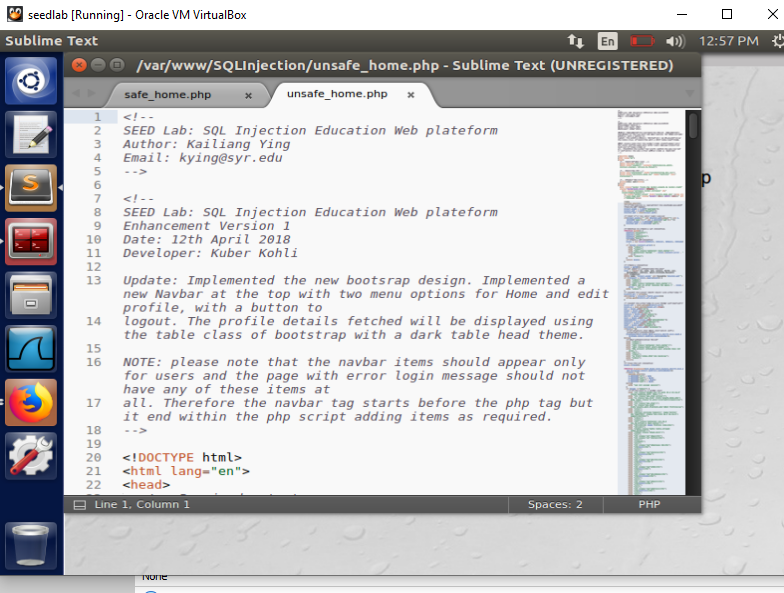 seedlab [Running] - Oracle VM VirtualBox
Sublime Text
En
12:57 PM
/var/www/SQLInjection/unsafe_home.php - Sublime Text (UNREGISTERED)
safe_home.php × unsafe_home.php ×
1 <!--
2 SEED Lab: SQL Injection Education Web plateform
3 Author: Kailiang Ying
4 Email: kying@syr.edu
5 -->
6
7 <!--
8 SEED Lab: SQL Injection Education Web plateform
9 Enhancement Version 1
10 Date: 12th April 2018
11 Developer: Kuber Kohli
12
13 Update: Implemented the new bootsrap design. Implemented a
new Navbar at the top with two menu options for Home and edit
profile, with a button to
14 logout. The profile details fetched will be displayed using
the table class of bootstrap with a dark table head theme.
15
16 NOTE: please note that the navbar items should appear only
for users and the page with error login message should not
have any of these items at
17 all. Therefore the navbar tag starts before the php tag but
it end within the php script adding items as required.
18 -->
19
20 <!DOCTYPE html>
21 <html lang="en">
22 <head>
p
Line 1, Column 1
Spaces: 2
PHP
None